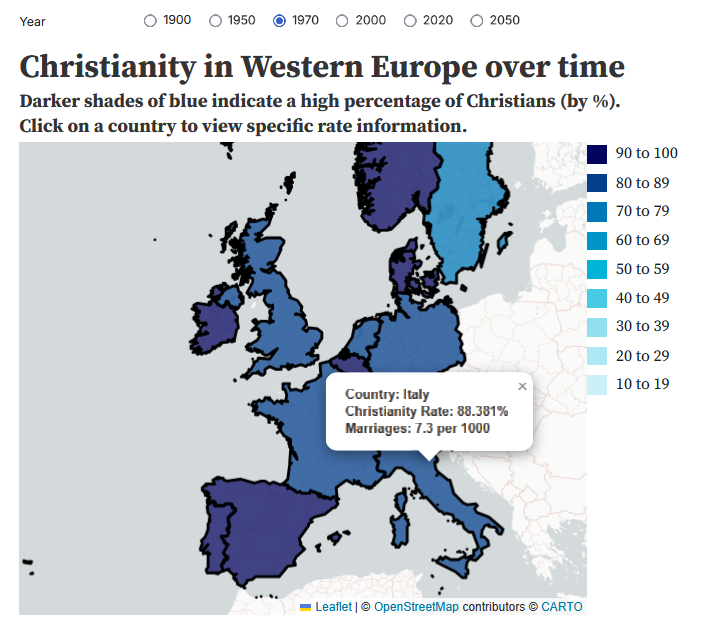 Year
1900 1950 1970 2000 2020 2050
Christianity in Western Europe over time
Darker shades of blue indicate a high percentage of Christians (by %).
Click on a country to view specific rate information.
90 to 100
80 to 89
70 to 79
60 to 69
50 to 59
40 to 49
30 to 39
20 to 29
10 to 19
×
Country: Italy
Christianity Rate: 88.381%
Marriages: 7.3 per 1000
Leaflet | © OpenStreetMap contributors © CARTO